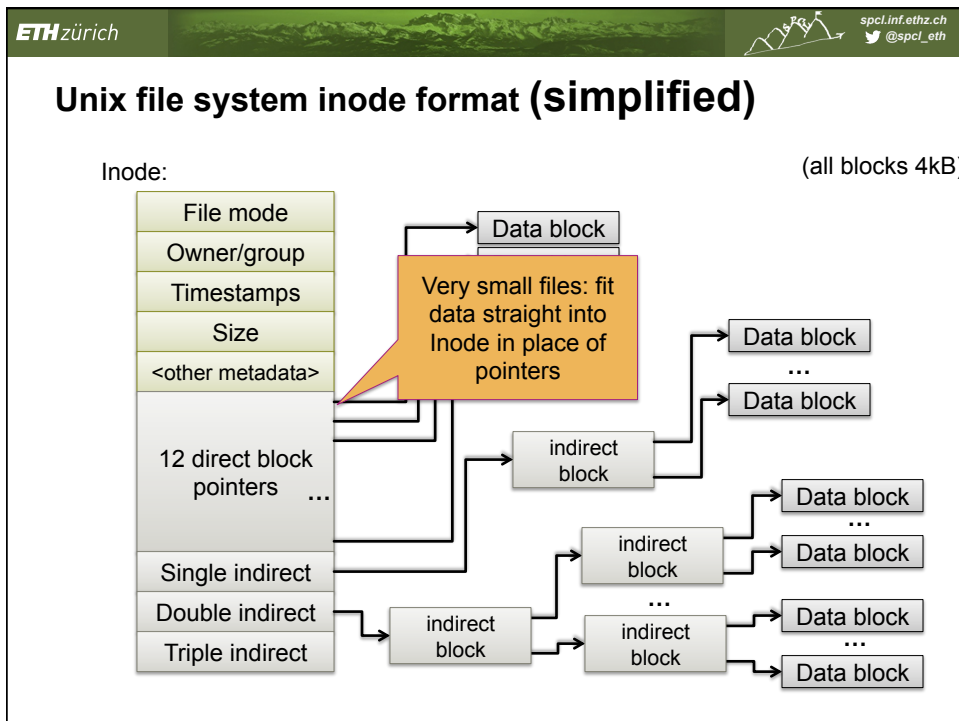 ETH zürich
spcl.inf.ethz.ch
@spcl_eth
Unix file system inode format (simplified)
Inode:
(all blocks 4kB)
File mode
Owner/group
Timestamps
Size
<other metadata>
12 direct block
pointers ...
Single indirect
Double indirect
Triple indirect
Data block
Very small files: fit
data straight into
Inode in place of
pointers
Data block
...
Data block
indirect
block
Data block
...
Data block
indirect
block
...
indirect
block
indirect
block
Data block
...
Data block